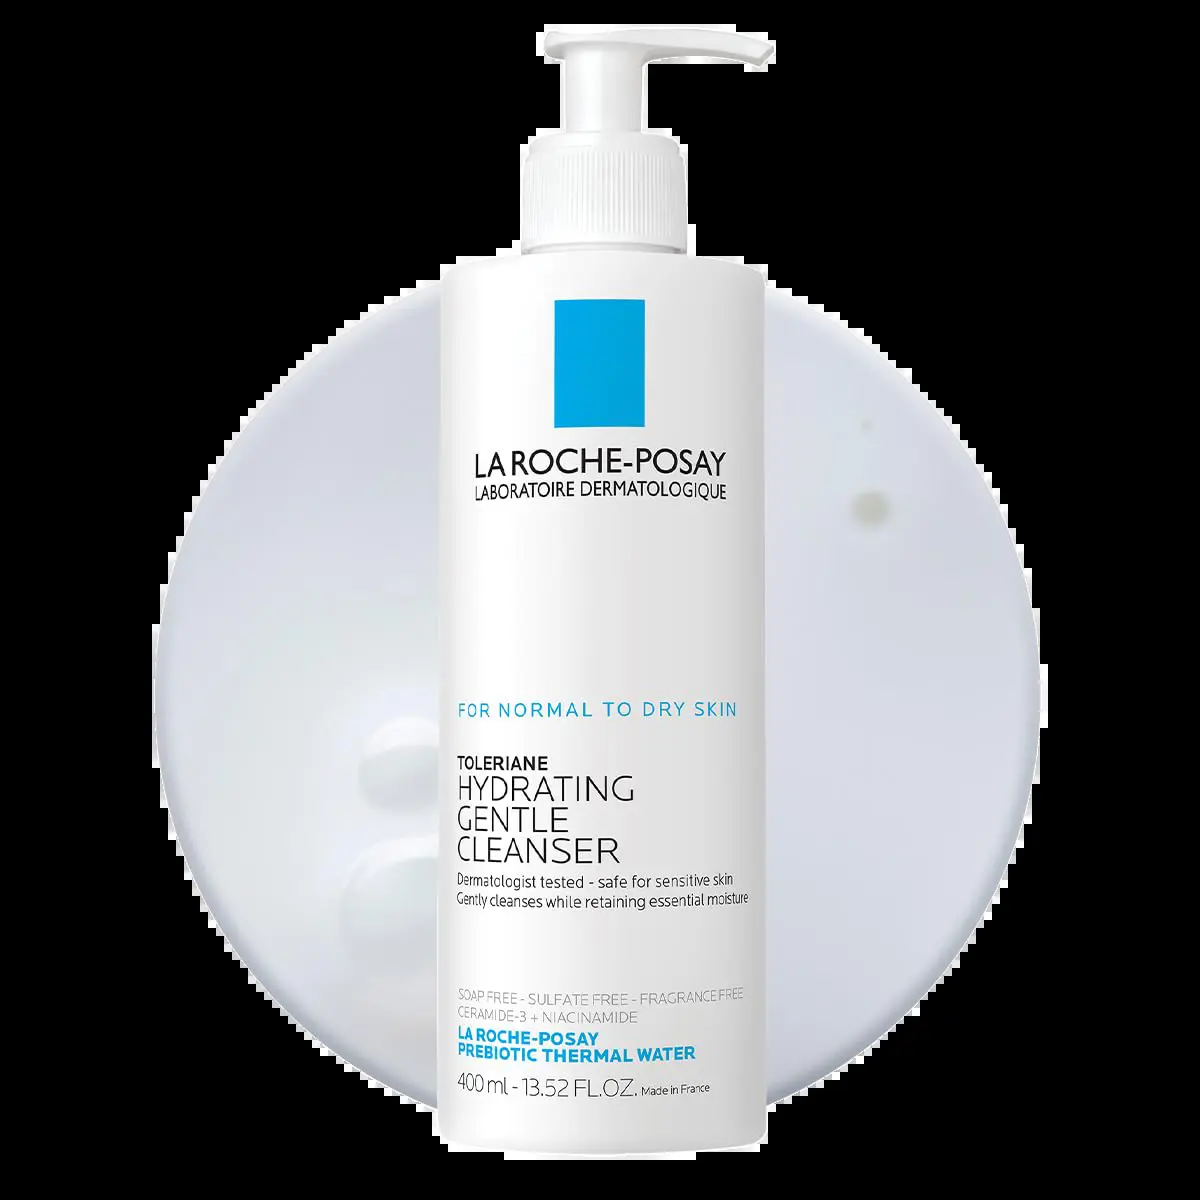 LA ROCHE-POSAY
LABORATOIRE DERMATOLOGIQUE
FOR NORMAL TO DRY SKIN
TOLERIANE
HYDRATING
GENTLE
CLEANSER
Dermatologist tested - safe for sensitive skin
Gently cleanses while retaining essential moisture
SOAP FREE - SULFATE FREE - FRAGRANCE FREE
CERAMIDE-3 + NIACINAMIDE
LA ROCHE-POSAY
PREBIOTIC THERMAL WATER
400 ml - 13.52 FL.OZ. Made in France